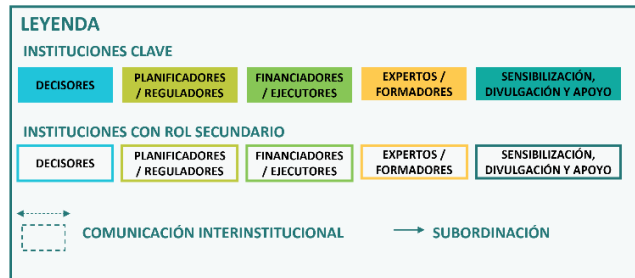 LEYENDA
INSTITUCIONES CLAVE
DECISORES
PLANIFICADORES
/ REGULADORES
FINANCIADORES
/ EJECUTORES
EXPERTOS /
FORMADORES
SENSIBILIZACIÓN,
DIVULGACIÓN Y APOYO
INSTITUCIONES CON ROL SECUNDARIO
DECISORES
PLANIFICADORES
/ REGULADORES
FINANCIADORES
/ EJECUTORES
EXPERTOS /
FORMADORES
SENSIBILIZACIÓN,
DIVULGACIÓN Y APOYO
COMUNICACIÓN INTERINSTITUCIONAL
SUBORDINACIÓN